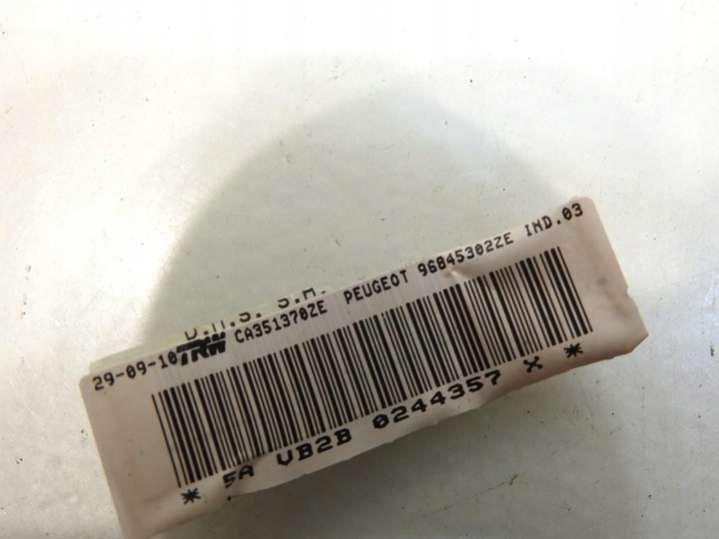 D.M.S. S.A.
29-09-10 TRW CA351370ZE PEUGEOT 96845302ZE IND.03
* 5A VB2B 0244357 X *